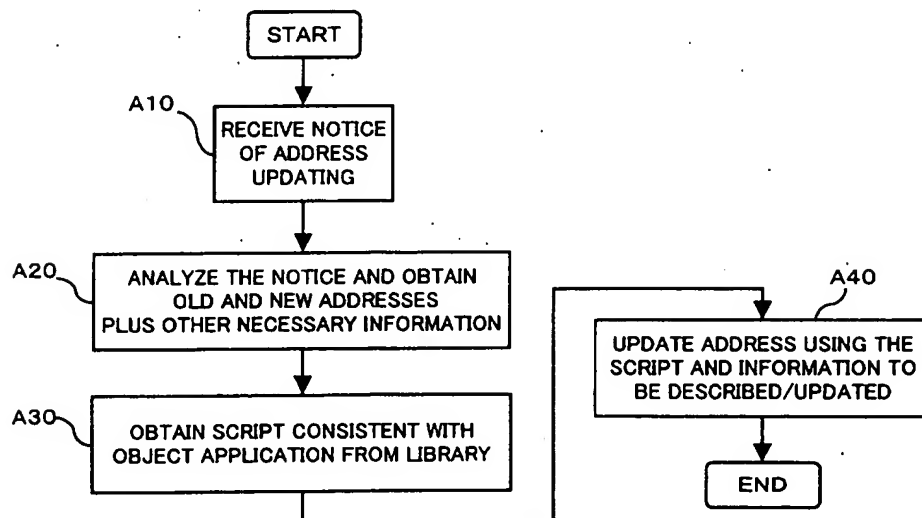 START
A10
RECEIVE NOTICE
OF ADDRESS
UPDATING
A20
ANALYZE THE NOTICE AND OBTAIN
OLD AND NEW ADDRESSES
PLUS OTHER NECESSARY INFORMATION
A30
OBTAIN SCRIPT CONSISTENT WITH
OBJECT APPLICATION FROM LIBRARY
A40
UPDATE ADDRESS USING THE
SCRIPT AND INFORMATION TO
BE DESCRIBED/UPDATED
END